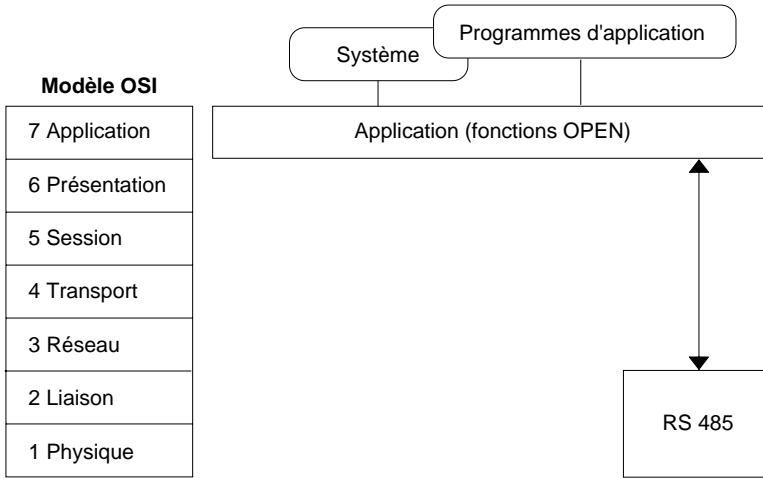 Programmes d'application
Système
Modèle OSI
7 Application
Application (fonctions OPEN)
6 Présentation
5 Session
4 Transport
3 Réseau
2 Liaison
RS 485
1 Physique